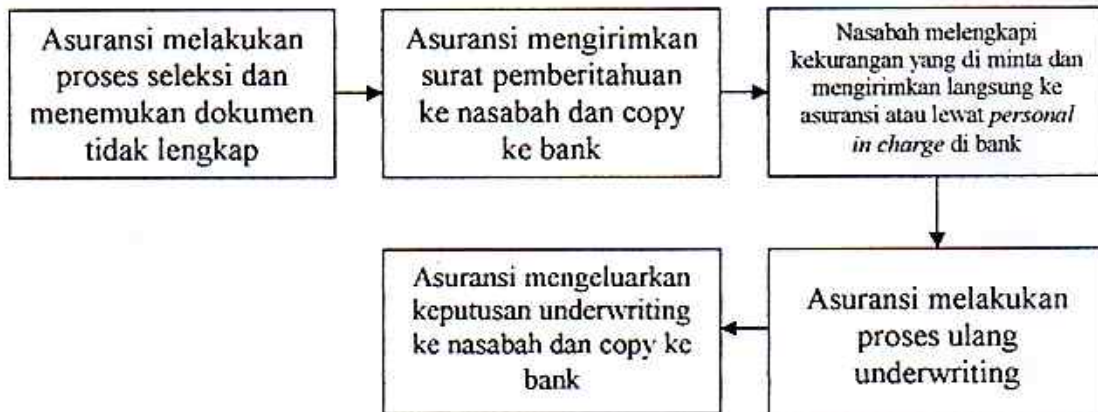 Asuransi melakukan
proses seleksi dan
menemukan dokumen
tidak lengkap
Asuransi mengirimkan
surat pemberitahuan
ke nasabah dan copy
ke bank
Nasabah melengkapi
kekurangan yang di minta dan
mengirimkan langsung ke
asuransi atau lewat personal
in charge di bank
Asuransi mengeluarkan
keputusan underwriting
ke nasabah dan copy ke
bank
Asuransi melakukan
proses ulang
underwriting